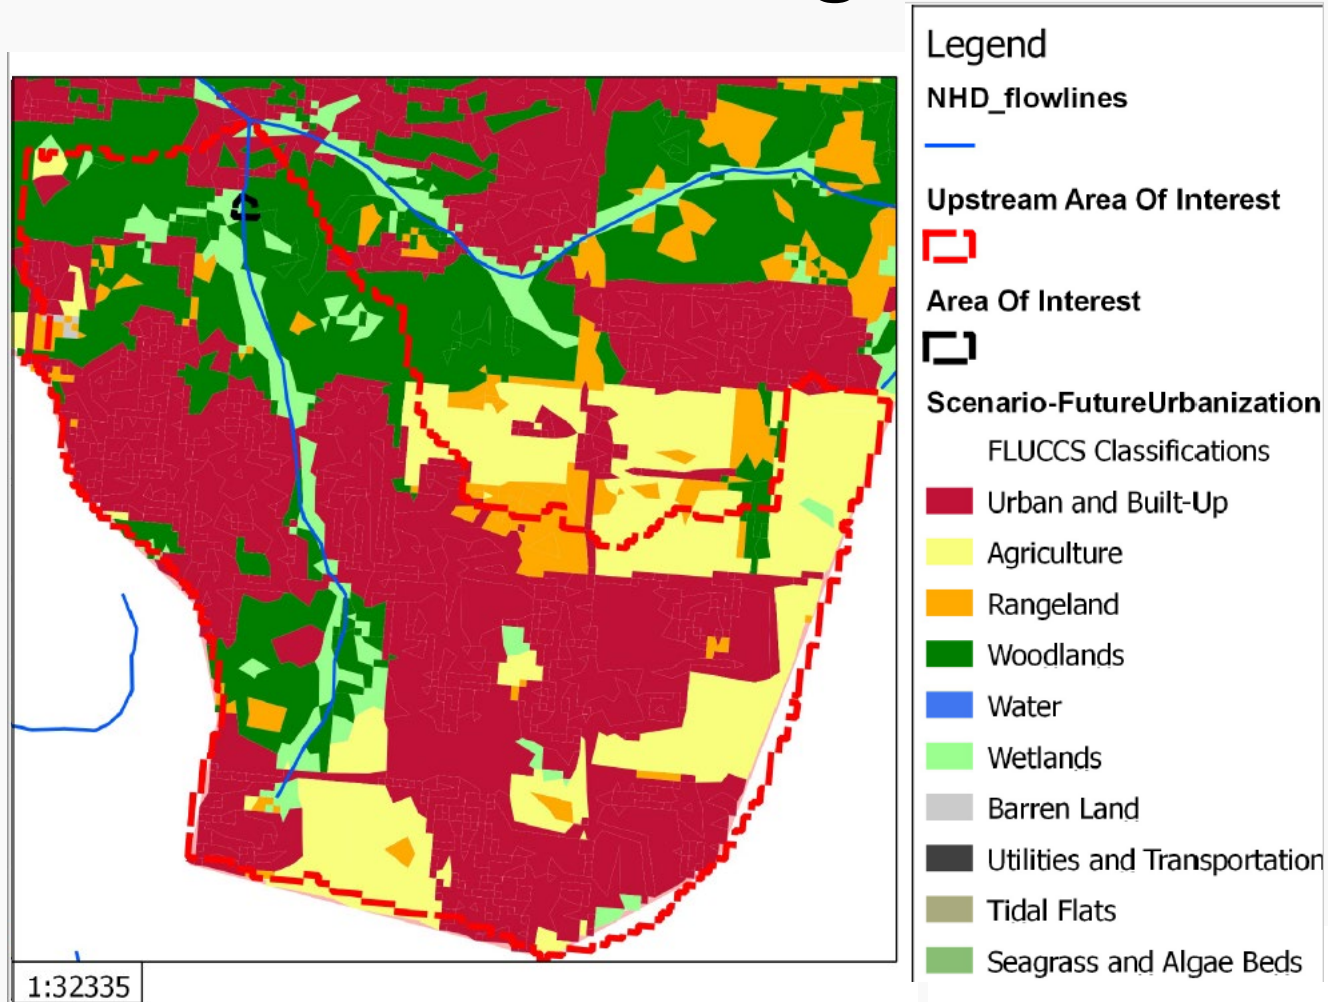 Legend
NHD_flowlines
Upstream Area Of Interest
Area Of Interest
Scenario-FutureUrbanization
FLUCCS Classifications
Urban and Built-Up
Agriculture
Rangeland
Woodlands
Water
Wetlands
Barren Land
Utilities and Transportation
Tidal Flats
Seagrass and Algae Beds
1:32335